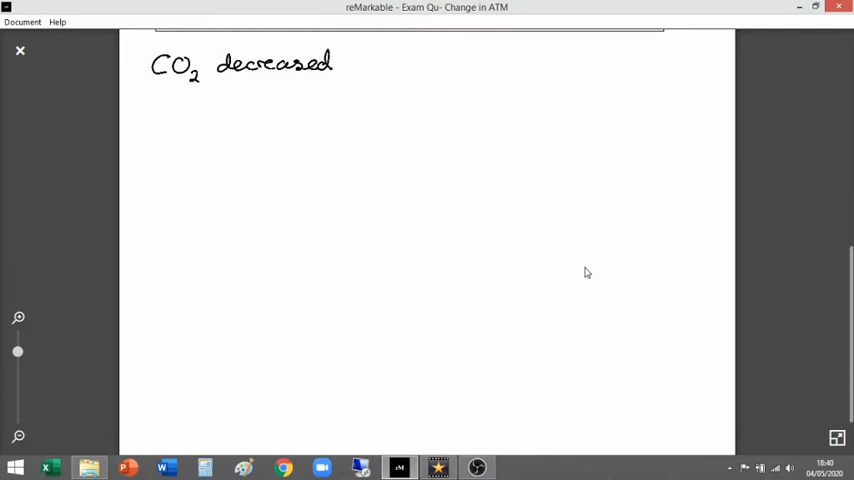 reMarkable - Exam Qu- Change in ATM
Document Help
CO₂ decreased
18:40
04/05/2020